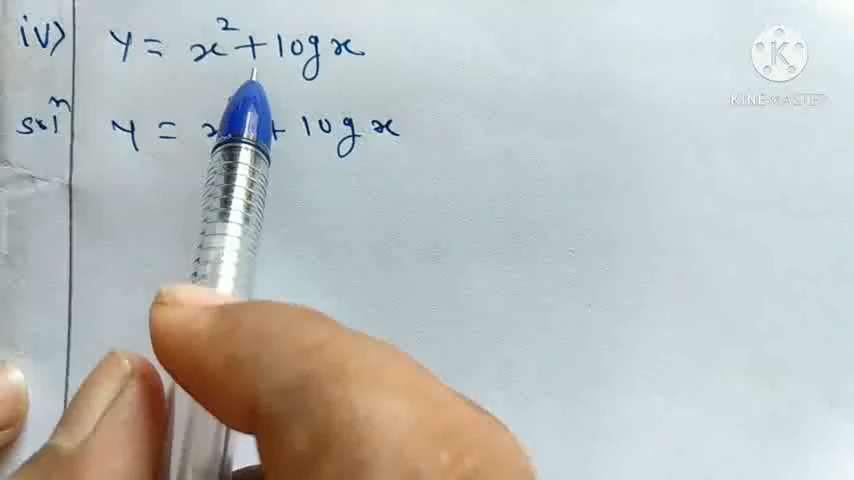 iv) y = x² + log x
KINEMASTER
solⁿ y = x + log x